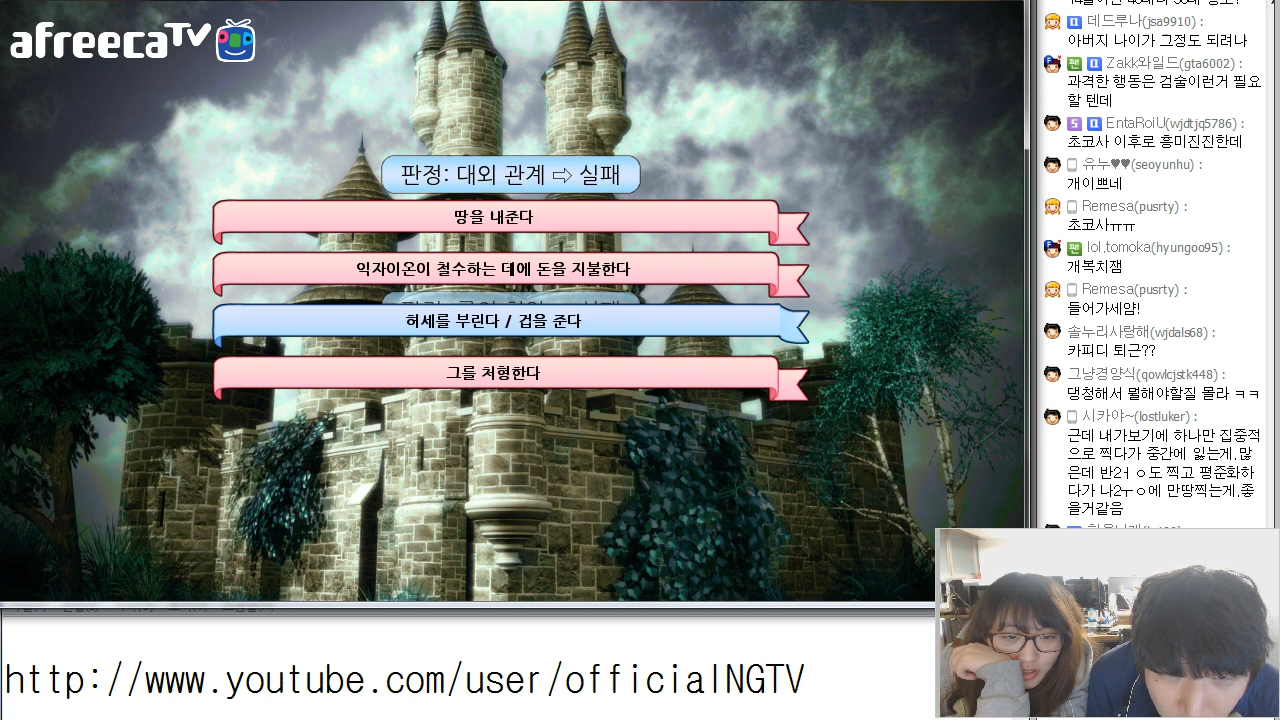 afreecaTV
판정: 대외 관계 ⇨ 실패
땅을 내준다
익자이온이 철수하는 데에 돈을 지불한다
허세를 부린다 / 겁을 준다
그를 처형한다
http://www.youtube.com/user/officialNGTV
데드루나(jsa9910) :
아버지 나이가 그정도 되려나
팬 Zakk와일드(gta6002) :
과격한 행동은 검술이런거 필요
할 텐데
S EntaRoiU(wjdtjq5786) :
초코사 이후로 흥미진진한데
유누♥♥(seoyunhu) :
개이쁘네
Remesa(pusrty) :
초코사ㅠㅠ
팬 lol,tomoka(hyungoo95) :
개복치잼
Remesa(pusrty) :
들어가세암!
솔누리사랑해(wjdals68) :
카피디 퇴근??
그냥경양식(qowlcjstk448) :
댕청해서 뭘해야할질 몰라 ㅋㅋ
시카야~(lostluker) :
근데 내가보기에 하나만 집중적
으로 찍다가 중간에 잃는게,많
은데 반2ㅓㅇ도 찍고 평준화하
다가 나2ㅜㅇ에 만땅찍는게 좋
을거같음